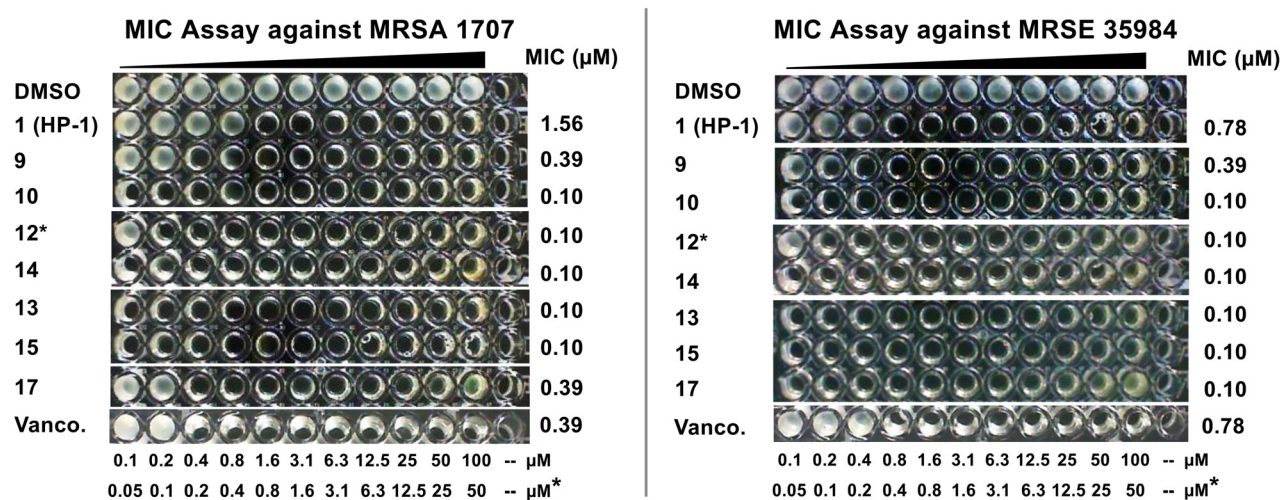 MIC Assay against MRSA 1707
MIC (µM)
DMSO
1 (HP-1) 1.56
9 0.39
10 0.10
12* 0.10
14 0.10
13 0.10
15 0.10
17 0.39
Vanco. 0.39
0.1 0.2 0.4 0.8 1.6 3.1 6.3 12.5 25 50 100 -- µM
0.05 0.1 0.2 0.4 0.8 1.6 3.1 6.3 12.5 25 50 µM*
MIC Assay against MRSE 35984
MIC (µM)
DMSO
1 (HP-1) 0.78
9 0.39
10 0.10
12* 0.10
14 0.10
13 0.10
15 0.10
17 0.10
Vanco. 0.78
0.1 0.2 0.4 0.8 1.6 3.1 6.3 12.5 25 50 100 -- µM
0.05 0.1 0.2 0.4 0.8 1.6 3.1 6.3 12.5 25 50 -- µM*